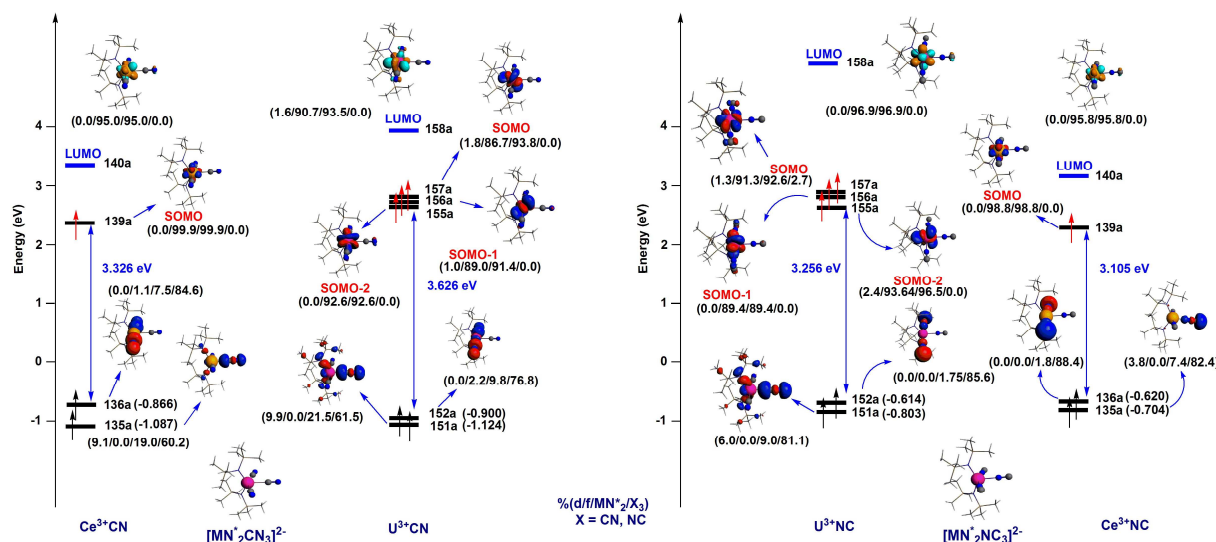 Energy (eV)
4
3
2
1
0
-1
(0.0/95.0/95.0/0.0)
LUMO
140a
139a
SOMO
(0.0/99.9/99.9/0.0)
3.326 eV
(0.0/1.1/7.5/84.6)
136a (-0.866)
135a (-1.087)
(9.1/0.0/19.0/60.2)
Ce³⁺CN
[MN*₂CN₃]²⁻
(1.6/90.7/93.5/0.0)
LUMO
158a
SOMO
(1.8/86.7/93.8/0.0)
157a
156a
155a
SOMO-1
(1.0/89.0/91.4/0.0)
SOMO-2
(0.0/92.6/92.6/0.0)
3.626 eV
(0.0/2.2/9.8/76.8)
(9.9/0.0/21.5/61.5)
152a (-0.900)
151a (-1.124)
U³⁺CN
%(d/f/MN*₂/X₃)
X = CN, NC
Energy (eV)
4
3
2
1
0
-1
LUMO
158a
(0.0/96.9/96.9/0.0)
SOMO
(1.3/91.3/92.6/2.7)
157a
156a
155a
SOMO-1
(0.0/89.4/89.4/0.0)
3.256 eV
SOMO-2
(2.4/93.64/96.5/0.0)
(0.0/0.0/1.75/85.6)
152a (-0.614)
151a (-0.803)
(6.0/0.0/9.0/81.1)
U³⁺NC
[MN*₂NC₃]²⁻
(0.0/95.8/95.8/0.0)
LUMO
140a
SOMO
(0.0/98.8/98.8/0.0)
139a
3.105 eV
(0.0/0.0/1.8/88.4)
(3.8/0.0/7.4/82.4)
136a (-0.620)
135a (-0.704)
Ce³⁺NC